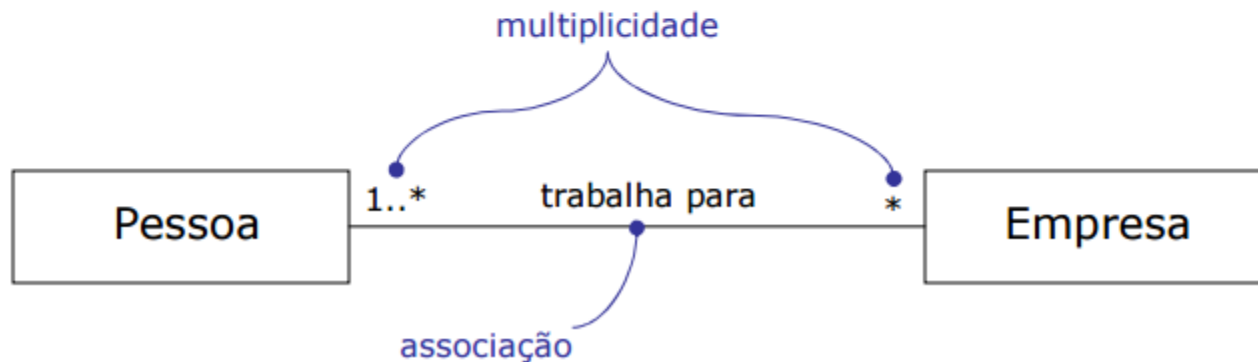 multiplicidade
1..*
trabalha para
*
Pessoa
Empresa
associação